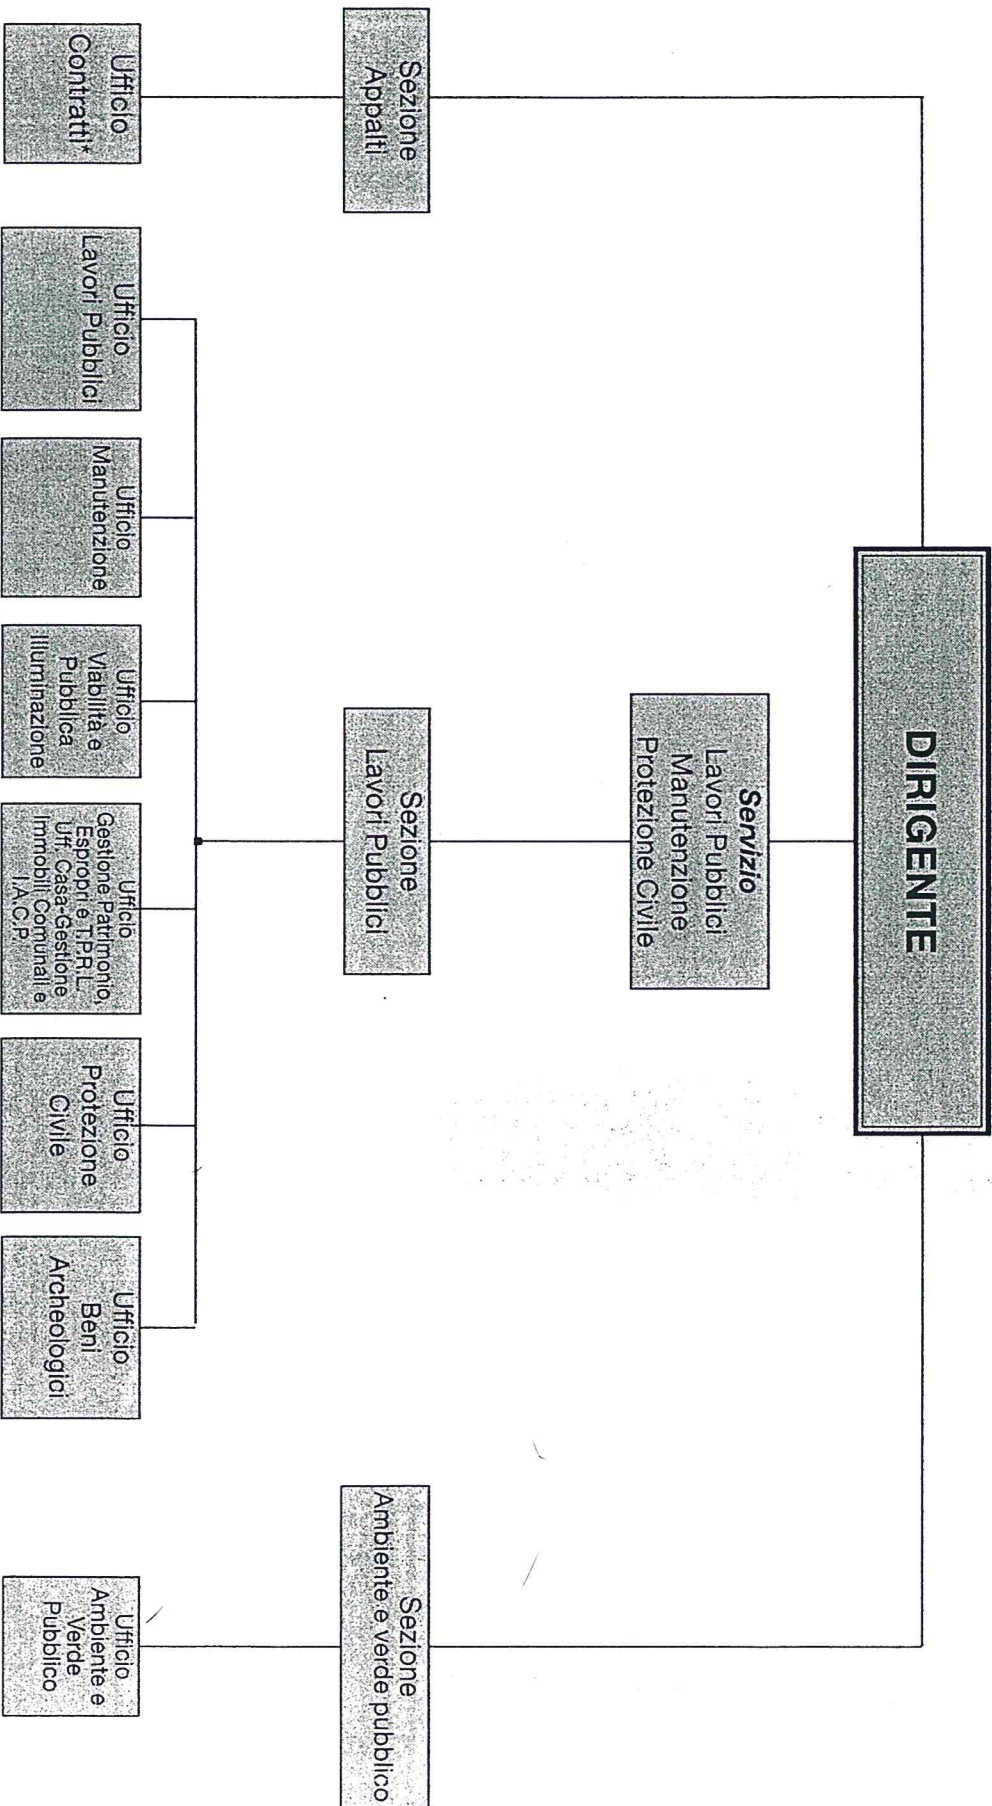 DIRIGENTE
Servizio
Lavori Pubblici
Manutenzione
Protezione Civile
Sezione
Appalti
Sezione
Lavori Pubblici
Sezione
Ambiente e verde pubblico
Ufficio
Contratti*
Ufficio
Lavori Pubblici
Ufficio
Manutenzione
Ufficio
Viabilità e
Pubblica
Illuminazione
Ufficio
Gestione Patrimonio,
Espropri e T.P.R.L.
Uff. Casa-Gestione
Immobili Comunali e
I.A.C.P.
Ufficio
Protezione
Civile
Ufficio
Beni
Archeologici
Ufficio
Ambiente e
Verde
Pubblico